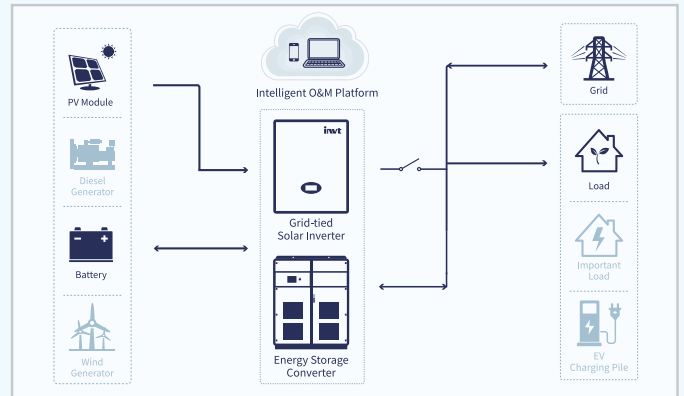 Intelligent O&M Platform
PV Module
Diesel
Generator
Battery
Wind
Generator
invt
Grid-tied
Solar Inverter
Energy Storage
Converter
Grid
Load
Important
Load
EV
Charging Pile